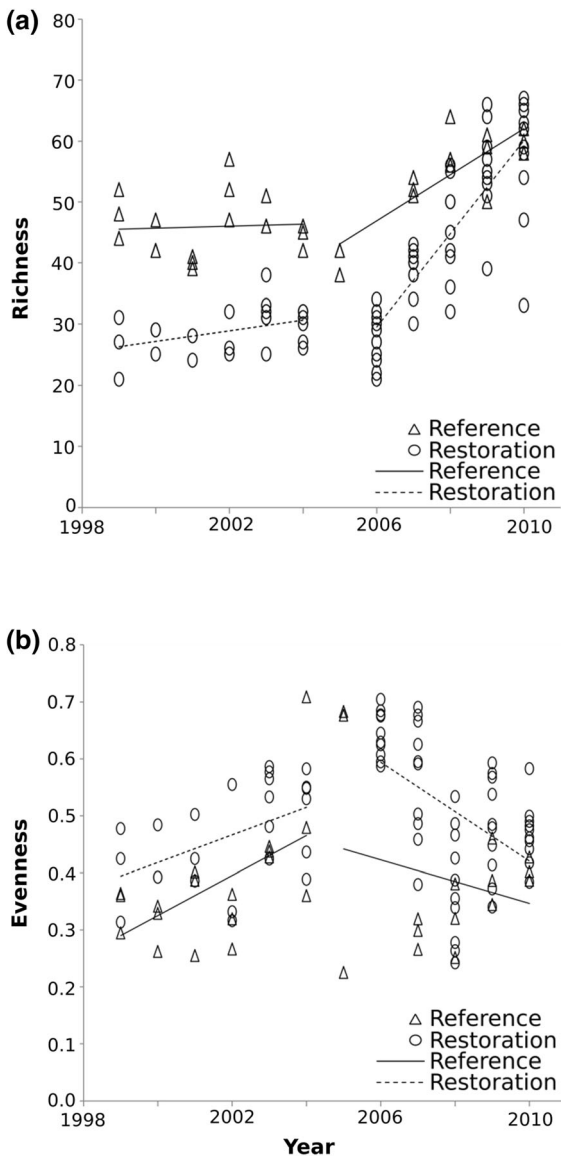 (a)
80
70
60
50
40
30
20
10
0
Richness
Reference
Restoration
Reference
Restoration
1998
2002
2006
2010
(b)
0.8
0.7
0.6
0.5
0.4
0.3
0.2
0.1
0.0
Evenness
Reference
Restoration
Reference
Restoration
1998
2002
2006
2010
Year